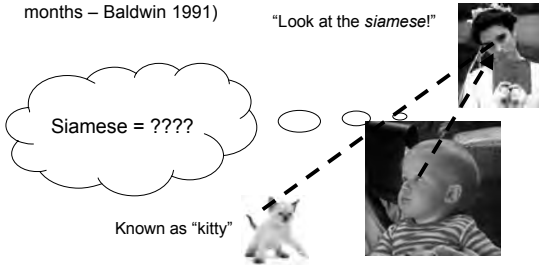 months – Baldwin 1991)
“Look at the siamese!”
Siamese = ????
Known as “kitty”